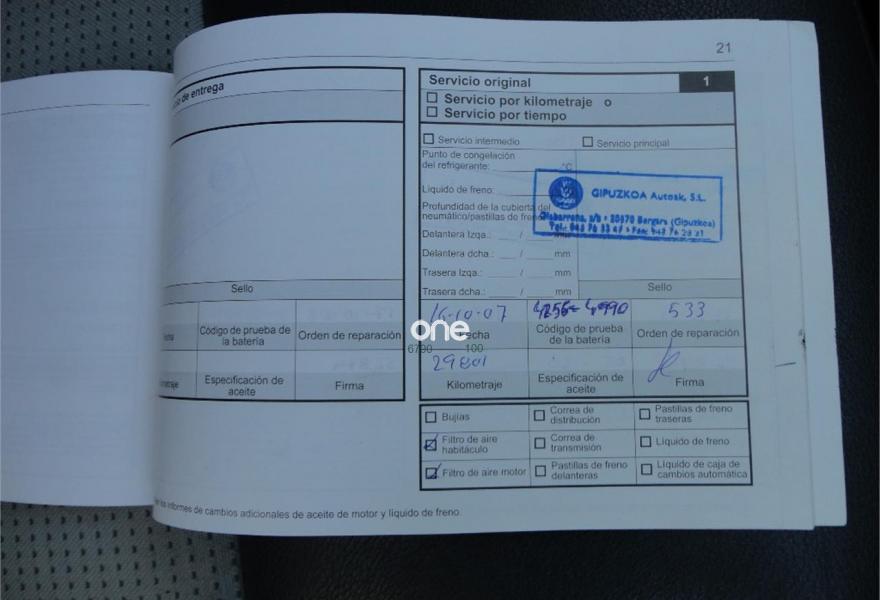 21
de entrega
Servicio original 1
Servicio por kilometraje o
Servicio por tiempo
Servicio intermedio Servicio principal
Punto de congelación
del refrigerante: °C
Líquido de freno:
Profundidad de la cubierta del
neumático/pastillas de freno
Delantera Izqa.: / mm
Delantera dcha.: / mm
Trasera Izqa.: / mm
Trasera dcha.: / mm
GIPUZKOA Autosk, S.L.
20570 Bergara (Gipuzkoa)
Sello
Sello
16-10-07 533
Código de prueba de
la batería
Orden de reparación
one
Fecha
Código de prueba
de la batería
Orden de reparación
6790 100
29801
Especificación de
aceite
Firma
Kilometraje
Especificación de
aceite
Firma
Bujías
Correa de
distribución
Pastillas de freno
traseras
Filtro de aire
habitáculo
Correa de
transmisión
Líquido de freno
Filtro de aire motor
Pastillas de freno
delanteras
Líquido de caja de
cambios automática
informes de cambios adicionales de aceite de motor y líquido de freno.